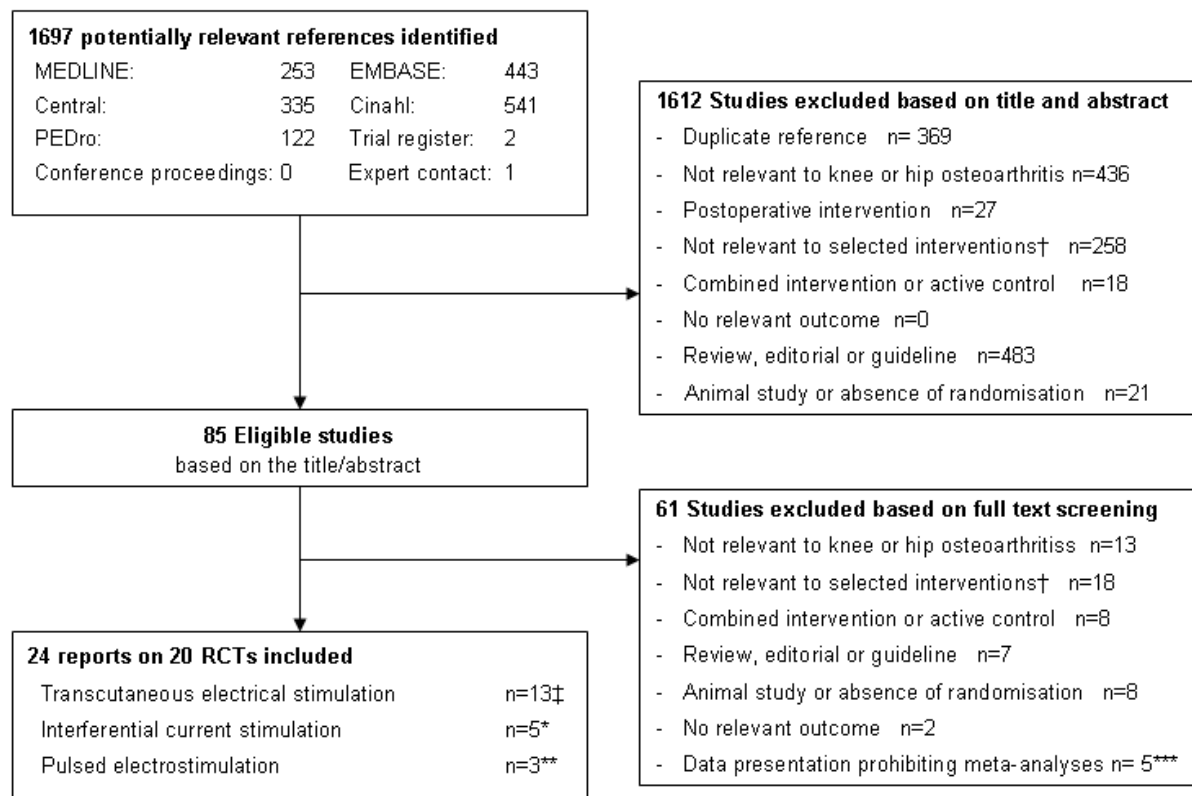 1697 potentially relevant references identified
MEDLINE: 253 EMBASE: 443
Central: 335 Cinahl: 541
PEDro: 122 Trial register: 2
Conference proceedings: 0 Expert contact: 1
1612 Studies excluded based on title and abstract
- Duplicate reference n= 369
- Not relevant to knee or hip osteoarthritis n=436
- Postoperative intervention n=27
- Not relevant to selected interventions† n=258
- Combined intervention or active control n=18
- No relevant outcome n=0
- Review, editorial or guideline n=483
- Animal study or absence of randomisation n=21
85 Eligible studies
based on the title/abstract
61 Studies excluded based on full text screening
- Not relevant to knee or hip osteoarthritiss n=13
- Not relevant to selected interventions† n=18
- Combined intervention or active control n=8
- Review, editorial or guideline n=7
- Animal study or absence of randomisation n=8
- No relevant outcome n=2
- Data presentation prohibiting meta-analyses n= 5***
24 reports on 20 RCTs included
Transcutaneous electrical stimulation n=13‡
Interferential current stimulation n=5*
Pulsed electrostimulation n=3**